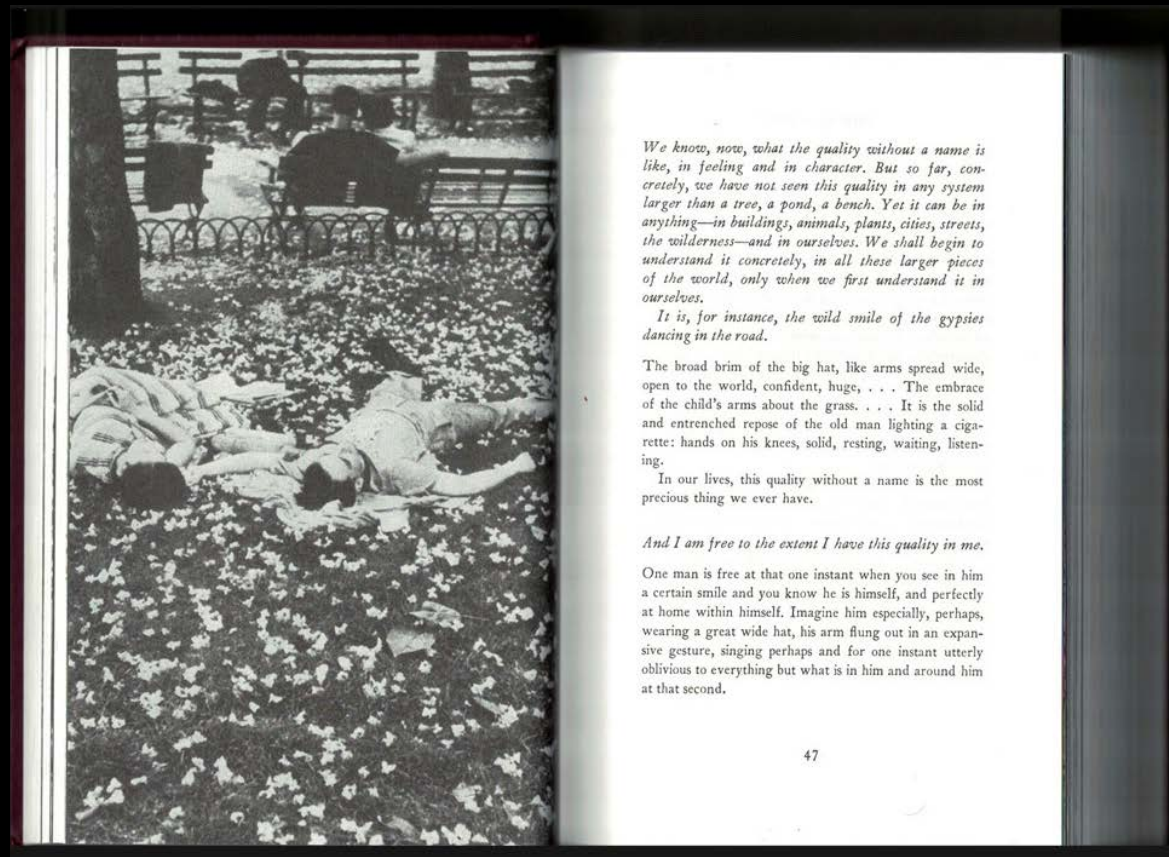 We know, now, what the quality without a name is
like, in feeling and in character. But so far, con-
cretely, we have not seen this quality in any system
larger than a tree, a pond, a bench. Yet it can be in
anything—in buildings, animals, plants, cities, streets,
the wilderness—and in ourselves. We shall begin to
understand it concretely, in all these larger pieces
of the world, only when we first understand it in
ourselves.
It is, for instance, the wild smile of the gypsies
dancing in the road.
The broad brim of the big hat, like arms spread wide,
open to the world, confident, huge, . . . The embrace
of the child's arms about the grass. . . . It is the solid
and entrenched repose of the old man lighting a ciga-
rette: hands on his knees, solid, resting, waiting, listen-
ing.
In our lives, this quality without a name is the most
precious thing we ever have.
And I am free to the extent I have this quality in me.
One man is free at that one instant when you see in him
a certain smile and you know he is himself, and perfectly
at home within himself. Imagine him especially, perhaps,
wearing a great wide hat, his arm flung out in an expan-
sive gesture, singing perhaps and for one instant utterly
oblivious to everything but what is in him and around him
at that second.
47